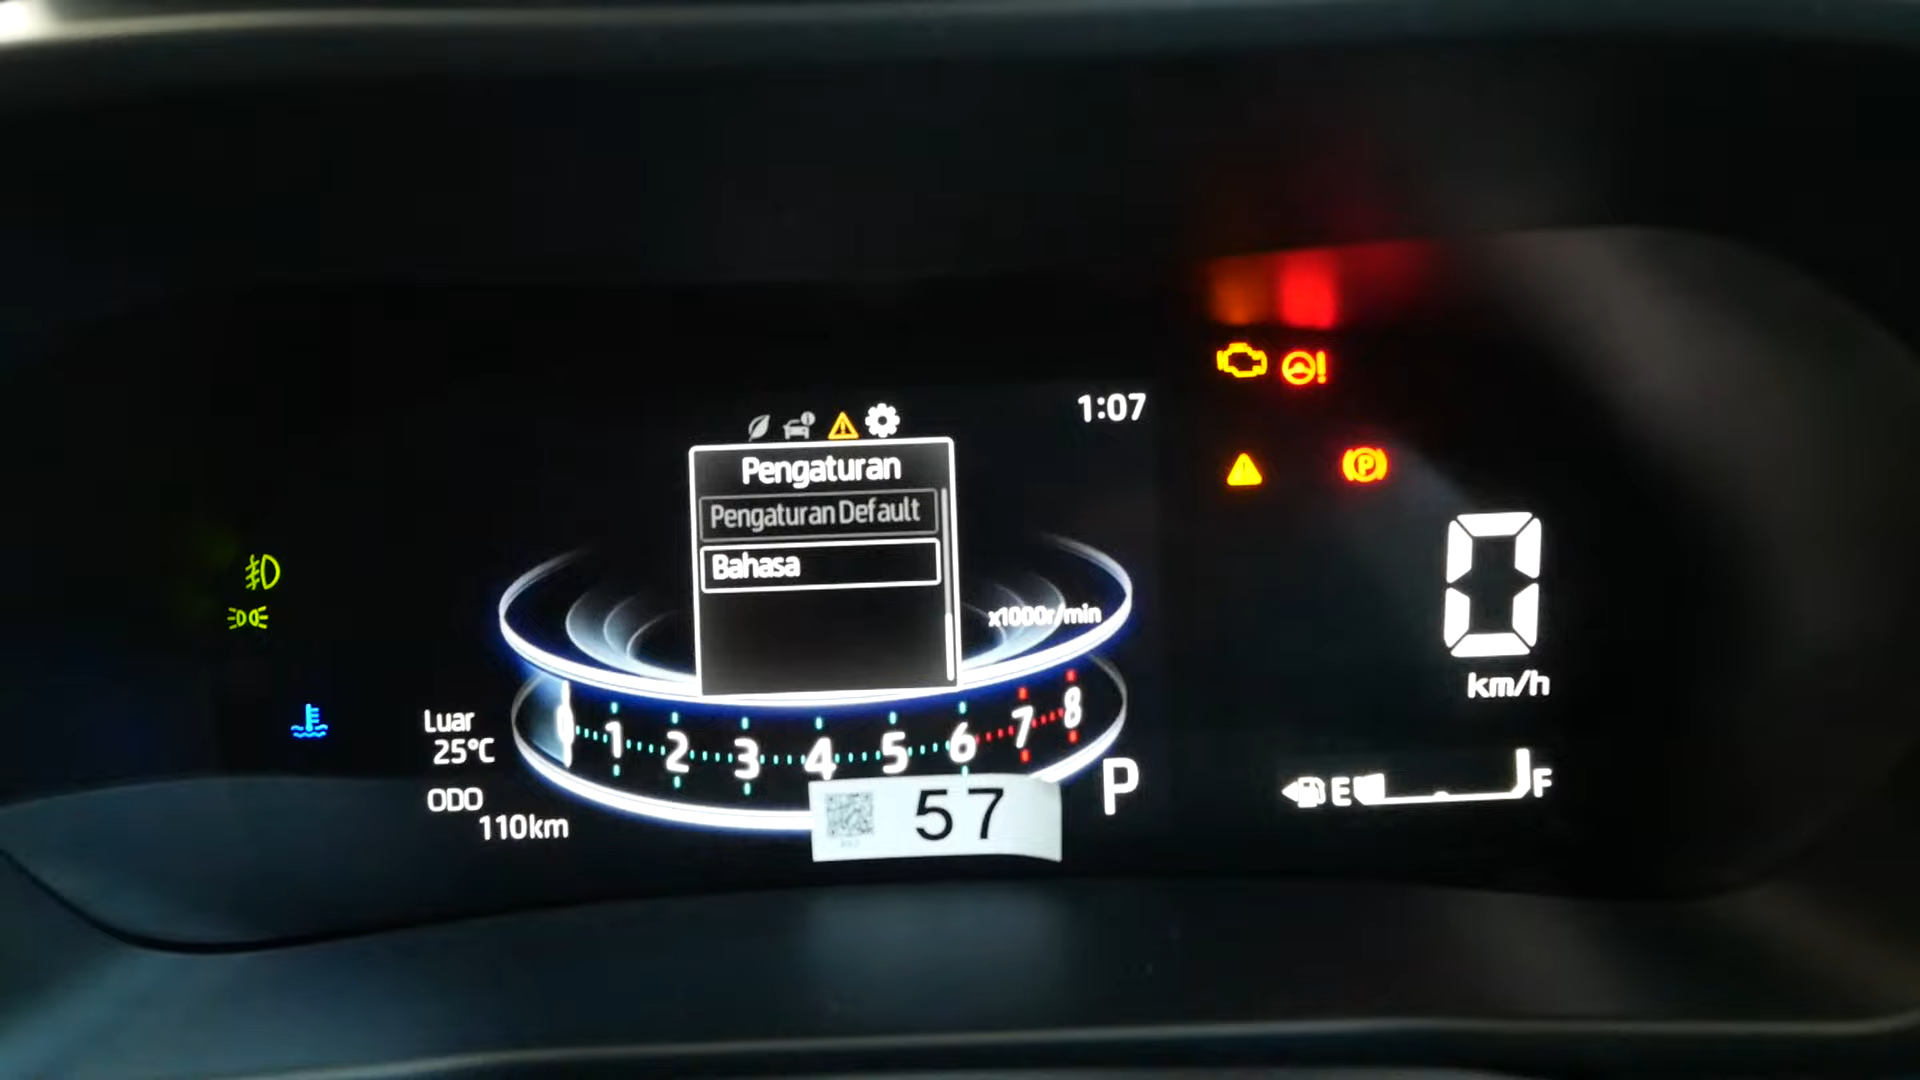 1:07
Pengaturan
Pengaturan Default
Bahasa
x1000r/min
0 1 2 3 4 5 6 7 8
Luar
25°C
ODO
110km
57
P
0
km/h
E F